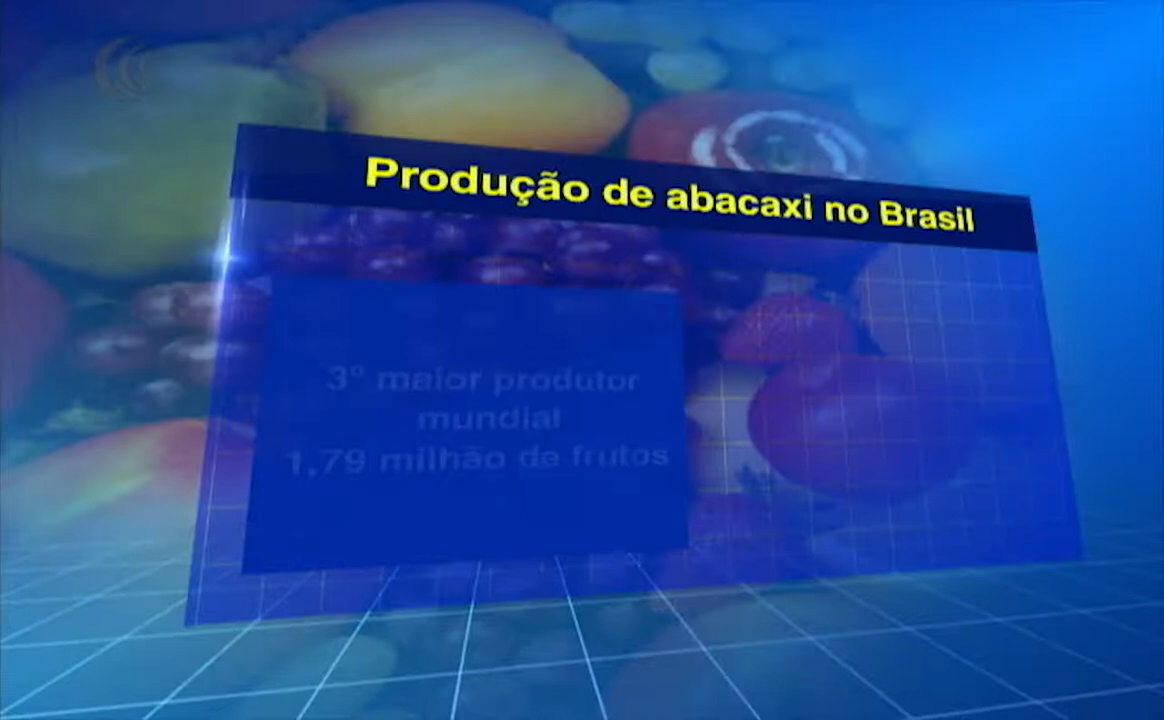 Produção de abacaxi no Brasil
3º maior produtor
mundial
1,79 milhão de frutos